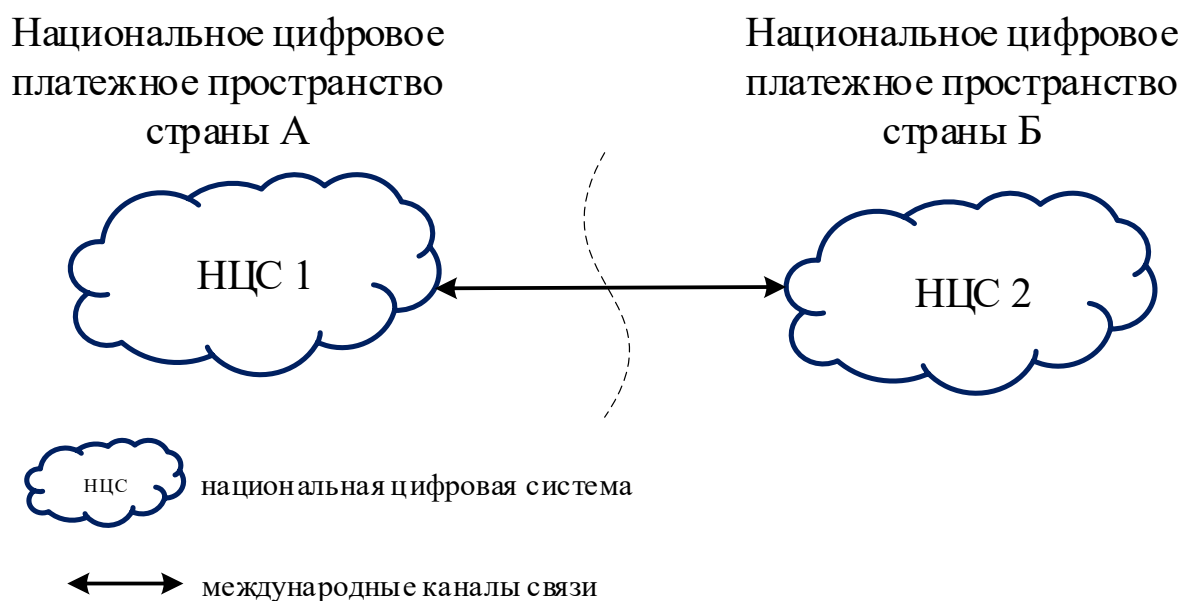 Национальное цифровое
платежное пространство
страны А
Национальное цифровое
платежное пространство
страны Б
НЦС 1
НЦС 2
НЦС
национальная цифровая система
международные каналы связи